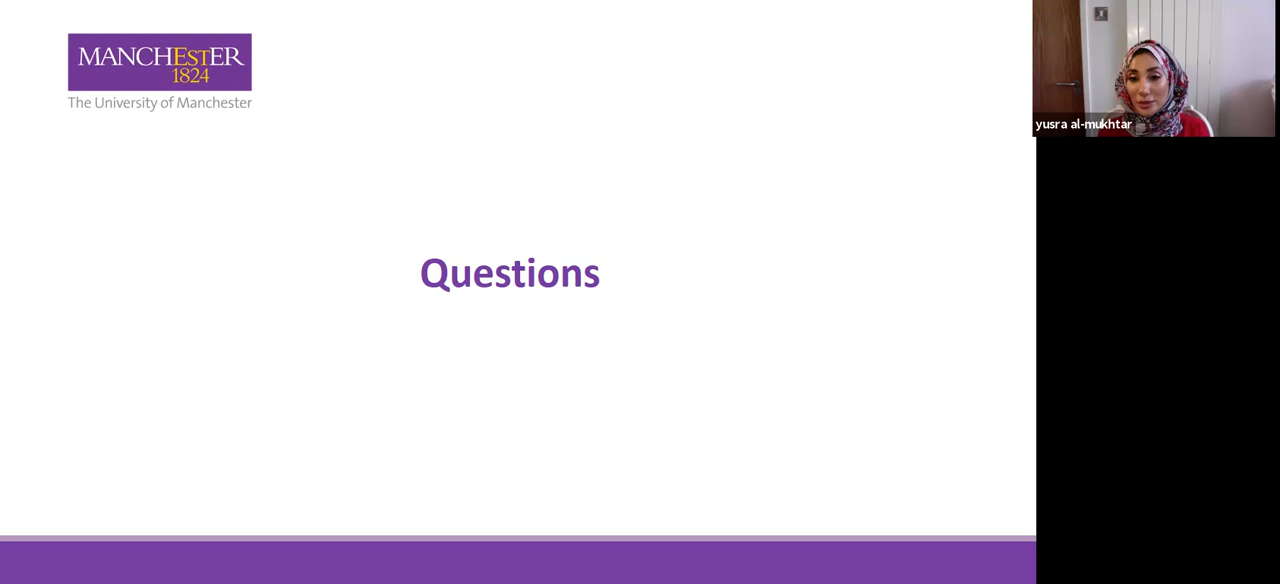 MANCHESTER
1824
The University of Manchester
yusra al-mukhtar
Questions